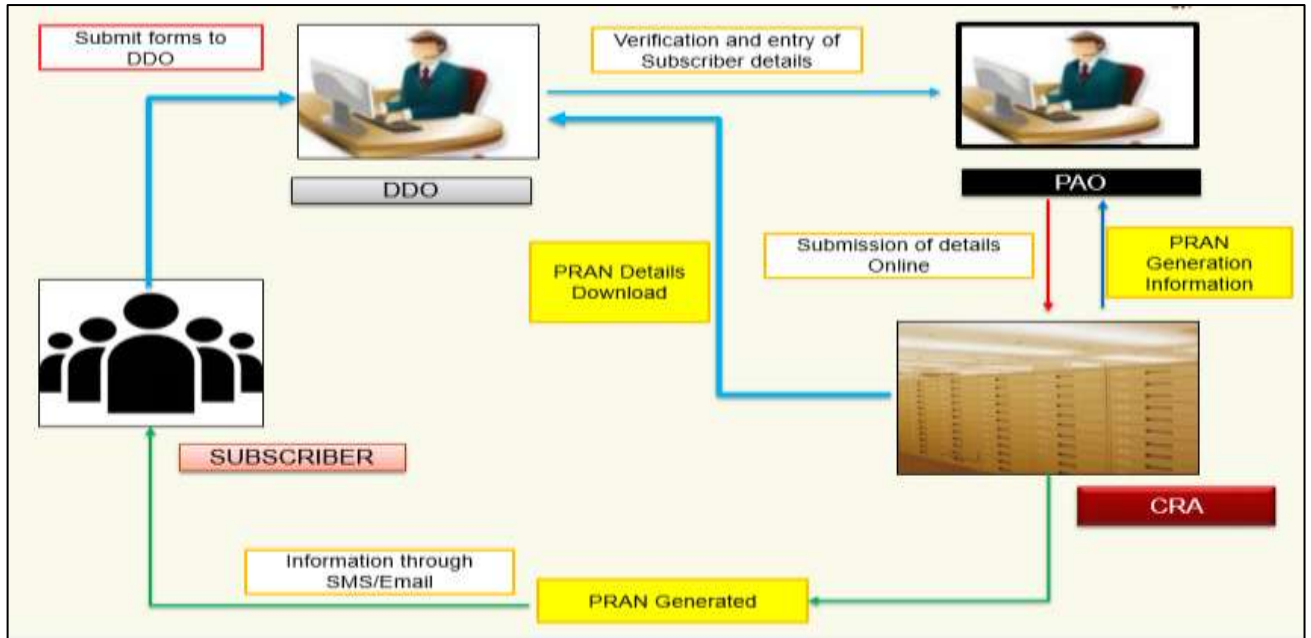 Submit forms to
DDO
Verification and entry of
Subscriber details
DDO
PAO
PRAN Details
Download
Submission of details
Online
PRAN
Generation
Information
SUBSCRIBER
CRA
Information through
SMS/Email
PRAN Generated